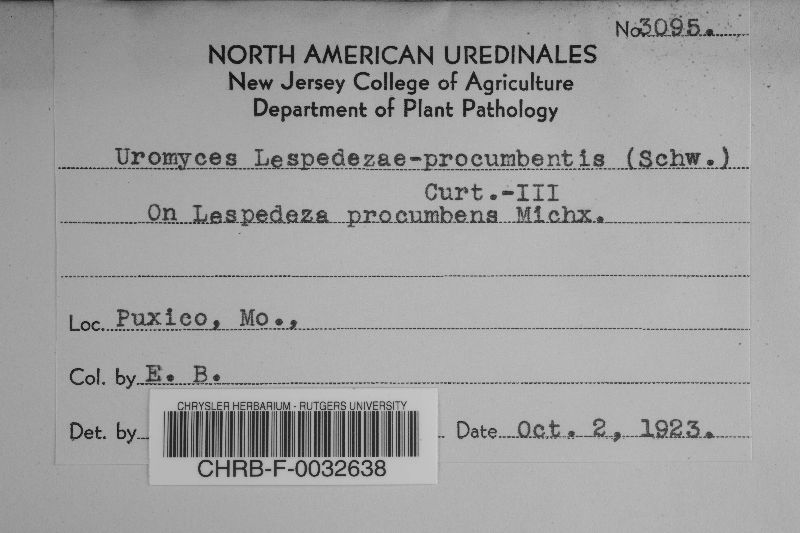 No. 3095.
NORTH AMERICAN UREDINALES
New Jersey College of Agriculture
Department of Plant Pathology
Uromyces Lespedezae-procumbentis (Schw.)
Curt.-III
On Lespedeza procumbens Michx.
Loc. Puxico, Mo.,
Col. by E. B.
Det. by
Date Oct. 2, 1923.
CHRYSLER HERBARIUM - RUTGERS UNIVERSITY
CHRB-F-0032638